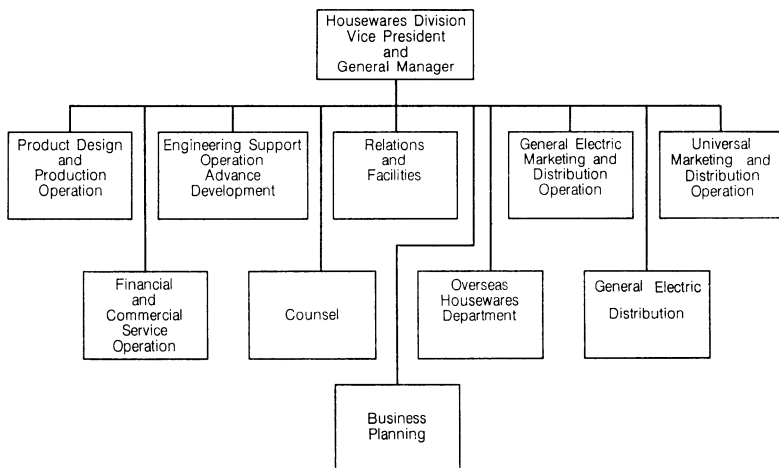 Housewares Division
Vice President
and
General Manager
Product Design
and
Production
Operation
Engineering Support
Operation
Advance
Development
Relations
and
Facilities
General Electric
Marketing and
Distribution
Operation
Universal
Marketing and
Distribution
Operation
Financial
and
Commercial
Service
Operation
Counsel
Overseas
Housewares
Department
General Electric
Distribution
Business
Planning